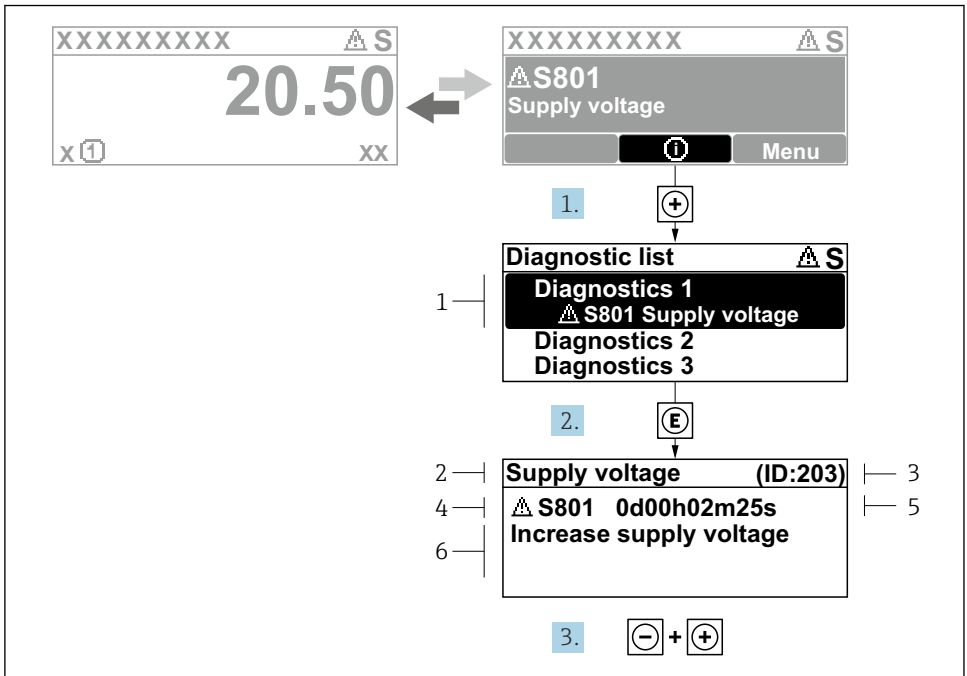 XXXXXXXXX ⚠ S
20.50
X ① XX
XXXXXXXXX ⚠ S
⚠ S801
Supply voltage
ⓘ Menu
1. +
Diagnostic list ⚠ S
1
Diagnostics 1
⚠ S801 Supply voltage
Diagnostics 2
Diagnostics 3
2. E
2 Supply voltage (ID:203) 3
4 ⚠ S801 0d00h02m25s 5
6 Increase supply voltage
3. - + +